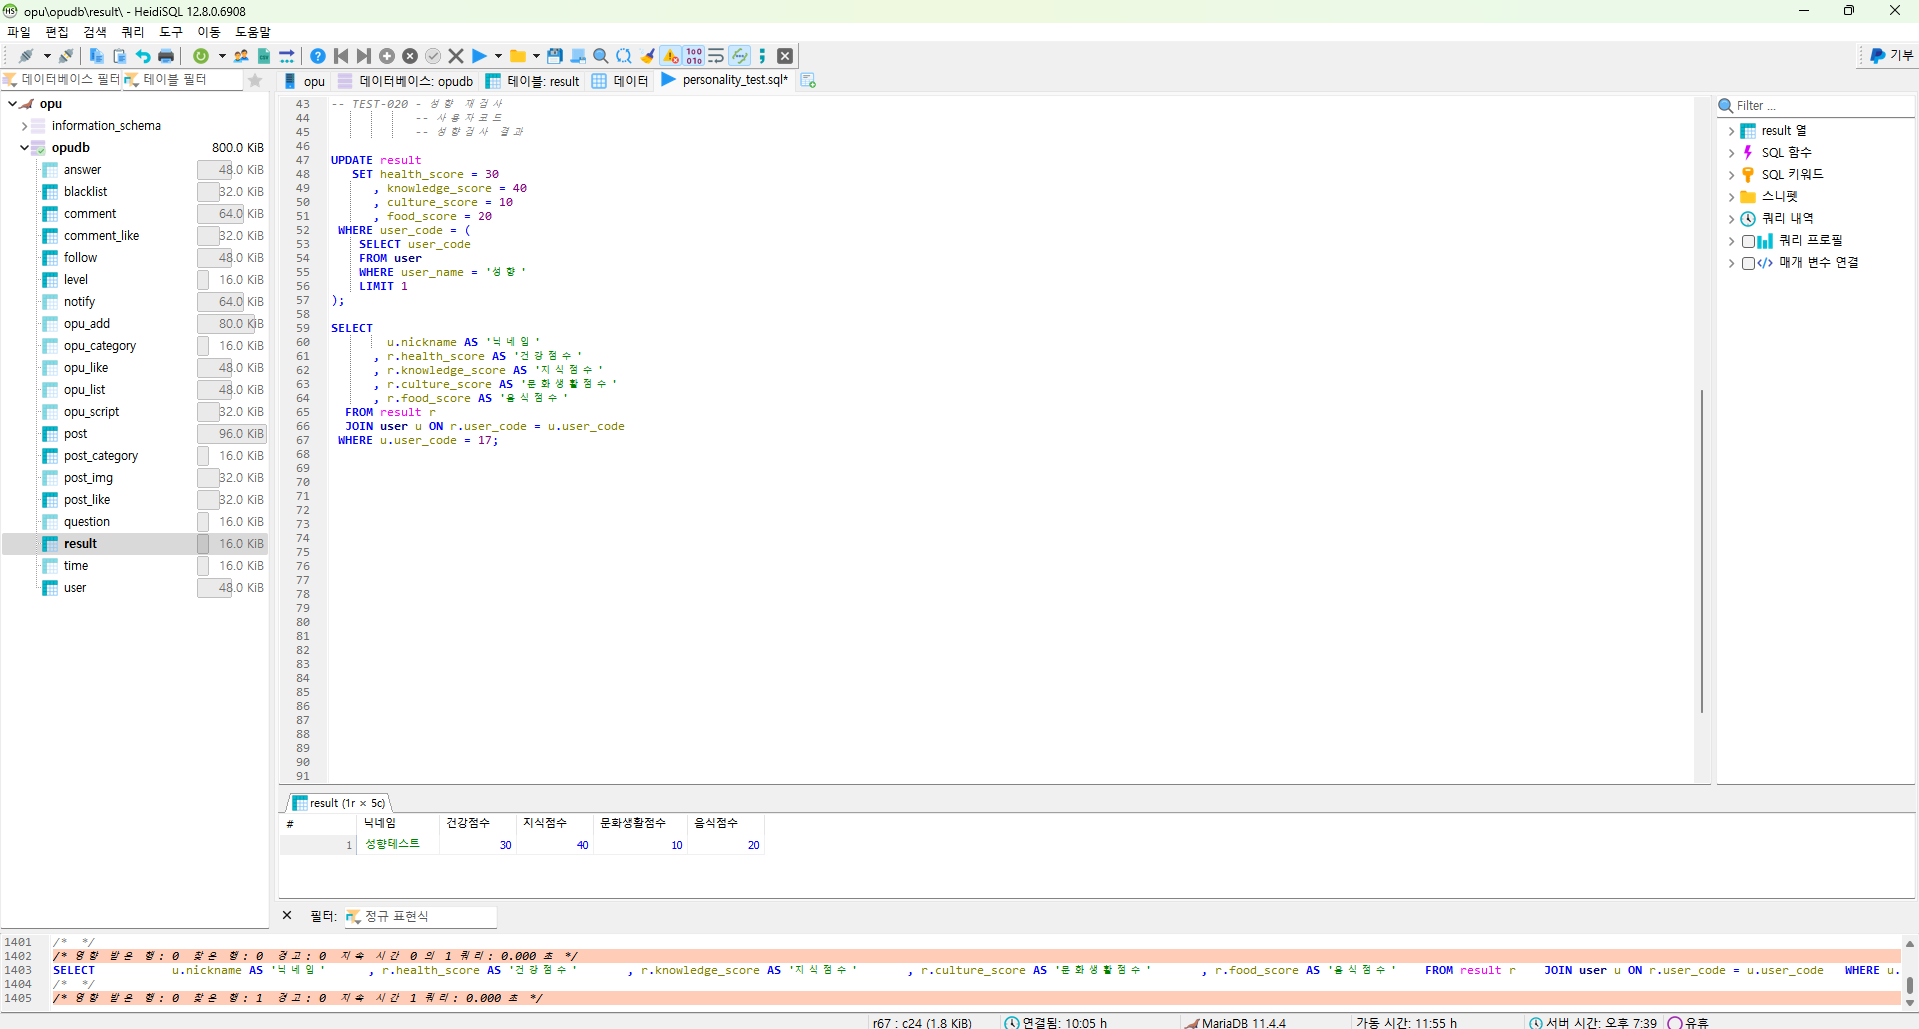 opu\opudb\result\ - HeidiSQL 12.8.0.6908
파일 편집 검색 쿼리 도구 이동 도움말
기부
데이터베이스 필터 테이블 필터
opu 데이터베이스: opudb 테이블: result 데이터 personality_test.sql*
opu
information_schema
opudb 800.0 KiB
answer 48.0 KiB
blacklist 32.0 KiB
comment 64.0 KiB
comment_like 32.0 KiB
follow 48.0 KiB
level 16.0 KiB
notify 64.0 KiB
opu_add 80.0 KiB
opu_category 16.0 KiB
opu_like 48.0 KiB
opu_list 48.0 KiB
opu_script 32.0 KiB
post 96.0 KiB
post_category 16.0 KiB
post_img 32.0 KiB
post_like 32.0 KiB
question 16.0 KiB
result 16.0 KiB
time 16.0 KiB
user 48.0 KiB
43 -- TEST-020 - 성향 재검사
44 -- 사용자코드
45 -- 성향검사 결과
46
47 UPDATE result
48 SET health_score = 30
49 , knowledge_score = 40
50 , culture_score = 10
51 , food_score = 20
52 WHERE user_code = (
53 SELECT user_code
54 FROM user
55 WHERE user_name = '성향'
56 LIMIT 1
57 );
58
59 SELECT
60 u.nickname AS '닉네임'
61 , r.health_score AS '건강점수'
62 , r.knowledge_score AS '지식점수'
63 , r.culture_score AS '문화생활점수'
64 , r.food_score AS '음식점수'
65 FROM result r
66 JOIN user u ON r.user_code = u.user_code
67 WHERE u.user_code = 17;
68
69
70
71
72
73
74
75
76
77
78
79
80
81
82
83
84
85
86
87
88
89
90
91
Filter ...
result 열
SQL 함수
SQL 키워드
스니펫
쿼리 내역
쿼리 프로필
매개 변수 연결
result (1r × 5c)
# 닉네임 건강점수 지식점수 문화생활점수 음식점수
1 성향테스트 30 40 10 20
필터: 정규 표현식
1401 /* */
1402 /* 영향 받은 행: 0 찾은 행: 0 경고: 0 지속 시간 0 의 1 쿼리: 0.000 초 */
1403 SELECT u.nickname AS '닉네임' , r.health_score AS '건강점수' , r.knowledge_score AS '지식점수' , r.culture_score AS '문화생활점수' , r.food_score AS '음식점수' FROM result r JOIN user u ON r.user_code = u.user_code WHERE u.
1404 /* */
1405 /* 영향 받은 행: 0 찾은 행: 1 경고: 0 지속 시간 1 쿼리: 0.000 초 */
r67 : c24 (1.8 KiB) 연결됨: 10:05 h MariaDB 11.4.4 가동 시간: 11:55 h 서버 시간: 오후 7:39 유휴